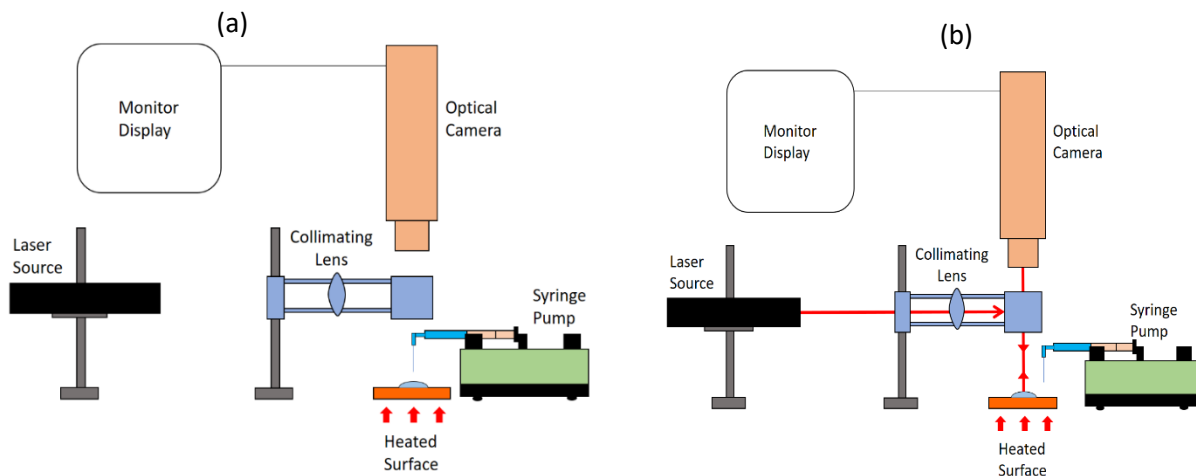 (a)
Monitor
Display
Optical
Camera
Laser
Source
Collimating
Lens
Syringe
Pump
Heated
Surface
(b)
Monitor
Display
Optical
Camera
Laser
Source
Collimating
Lens
Syringe
Pump
Heated
Surface